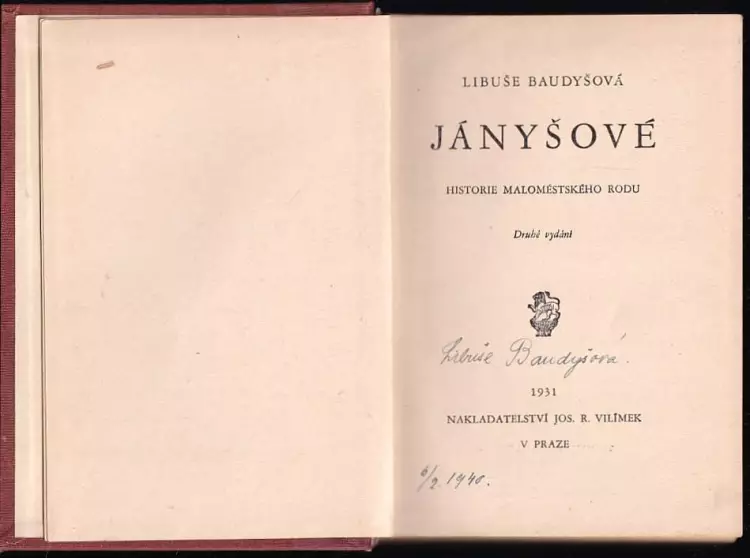 LIBUŠE BAUDYŠOVÁ
JÁNYŠOVÉ
HISTORIE MALOMĚSTSKÉHO RODU
Druhé vydání
Libuše Baudyšová.
1931
NAKLADATELSTVÍ JOS. R. VILÍMEK
V PRAZE
6/2. 1940.